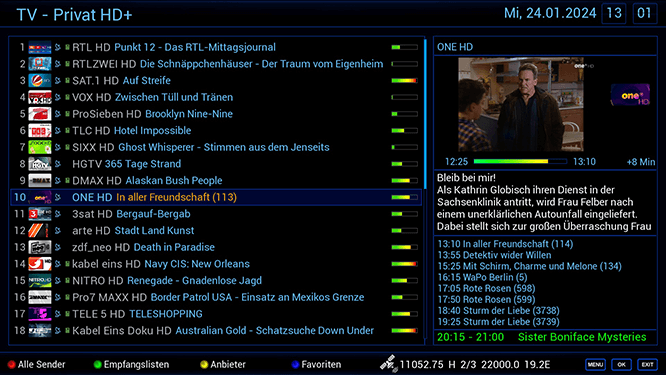 TV - Privat HD+
Mi, 24.01.2024 13 01
1 RTL HD Punkt 12 - Das RTL-Mittagsjournal
2 RTLZWEI HD Die Schnäppchenhäuser - Der Traum vom Eigenheim
3 SAT.1 HD Auf Streife
4 VOX HD Zwischen Tüll und Tränen
5 ProSieben HD Brooklyn Nine-Nine
6 TLC HD Hotel Impossible
7 SIXX HD Ghost Whisperer - Stimmen aus dem Jenseits
8 HGTV 365 Tage Strand
9 DMAX HD Alaskan Bush People
10 ONE HD In aller Freundschaft (113)
11 3sat HD Bergauf-Bergab
12 arte HD Stadt Land Kunst
13 zdf_neo HD Death in Paradise
14 kabel eins HD Navy CIS: New Orleans
15 NITRO HD Renegade - Gnadenlose Jagd
16 Pro7 MAXX HD Border Patrol USA - Einsatz an Mexikos Grenze
17 TELE 5 HD TELESHOPPING
18 Kabel Eins Doku HD Australian Gold - Schatzsuche Down Under
ONE HD
one HD
one HD
12:25 13:10 +8 Min
Bleib bei mir!
Als Kathrin Globisch ihren Dienst in der
Sachsenklinik antritt, wird Frau Felber nach
einem unerklärlichen Autounfall eingeliefert.
Dabei stellt sich zur großen Überraschung Frau
13:10 In aller Freundschaft (114)
13:55 Detektiv wider Willen
15:25 Mit Schirm, Charme und Melone (134)
16:15 WaPo Berlin (5)
17:05 Rote Rosen (598)
17:50 Rote Rosen (599)
18:40 Sturm der Liebe (3738)
19:25 Sturm der Liebe (3739)
20:15 - 21:00 Sister Boniface Mysteries
Alle Sender Empfangslisten Anbieter Favoriten 11052.75 H 2/3 22000.0 19.2E MENU OK EXIT